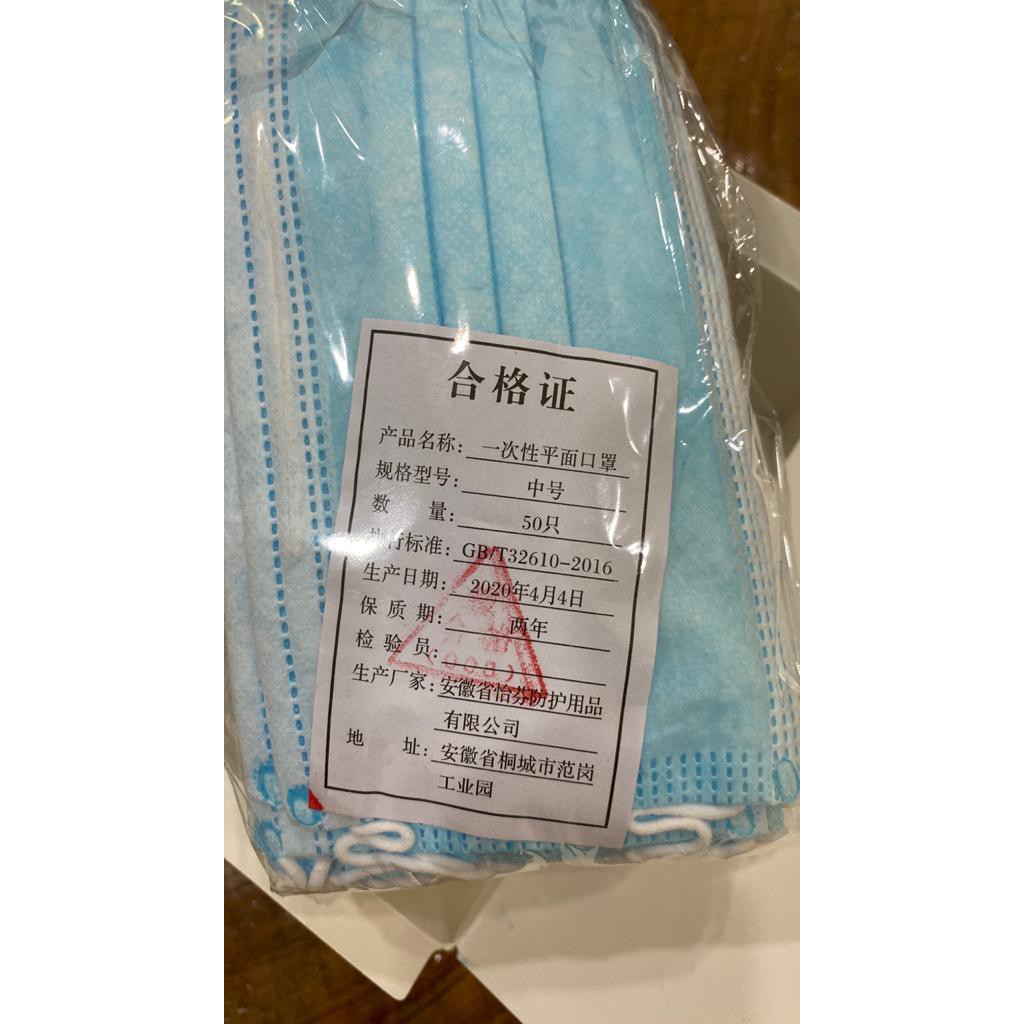 合格证
产品名称：一次性平面口罩
规格型号：中号
数 量：50只
执行标准：GB/T32610-2016
生产日期：2020年4月4日
保 质 期：两年
检 验 员：
生产厂家：安徽省怡芬防护用品
有限公司
地 址：安徽省桐城市范岗
工业园